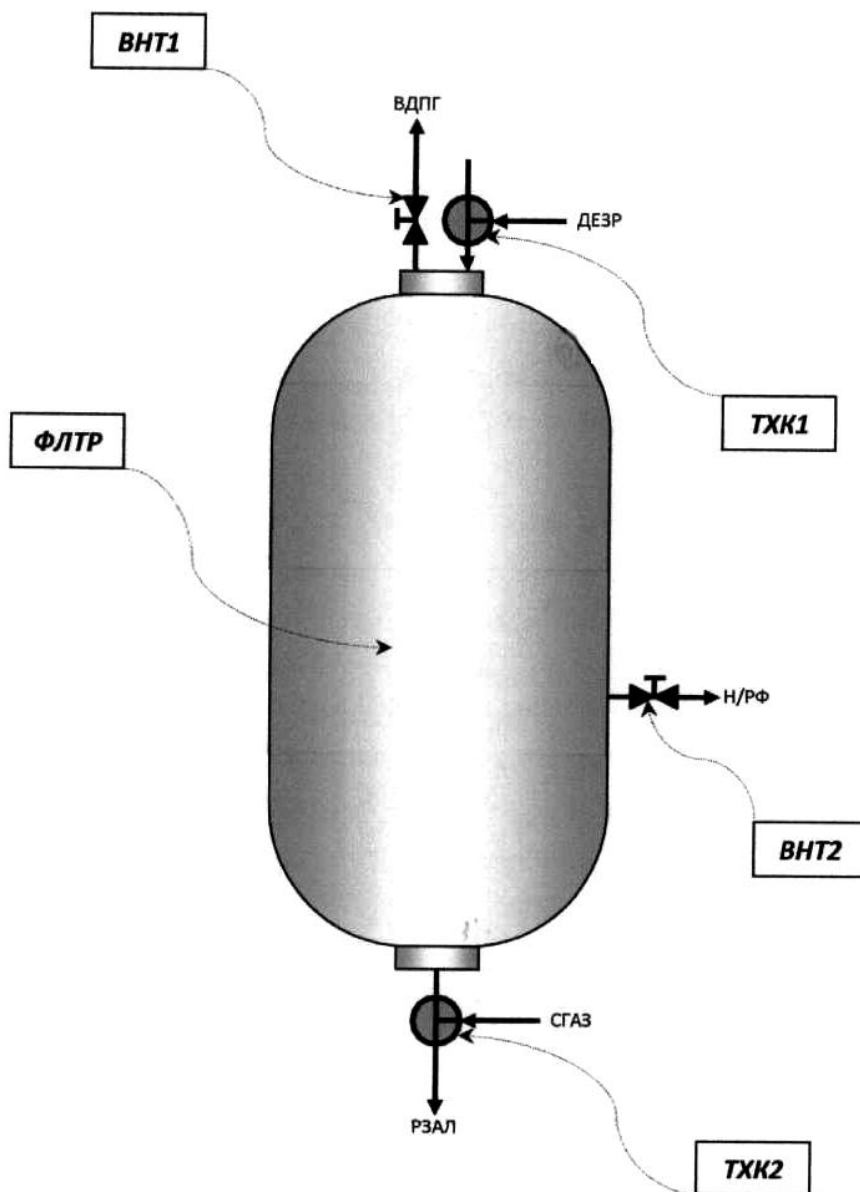 ВНТ1
ВДПГ
ДЕЗР
ТХК1
ФЛТР
Н/РФ
ВНТ2
СГАЗ
РЗАЛ
ТХК2